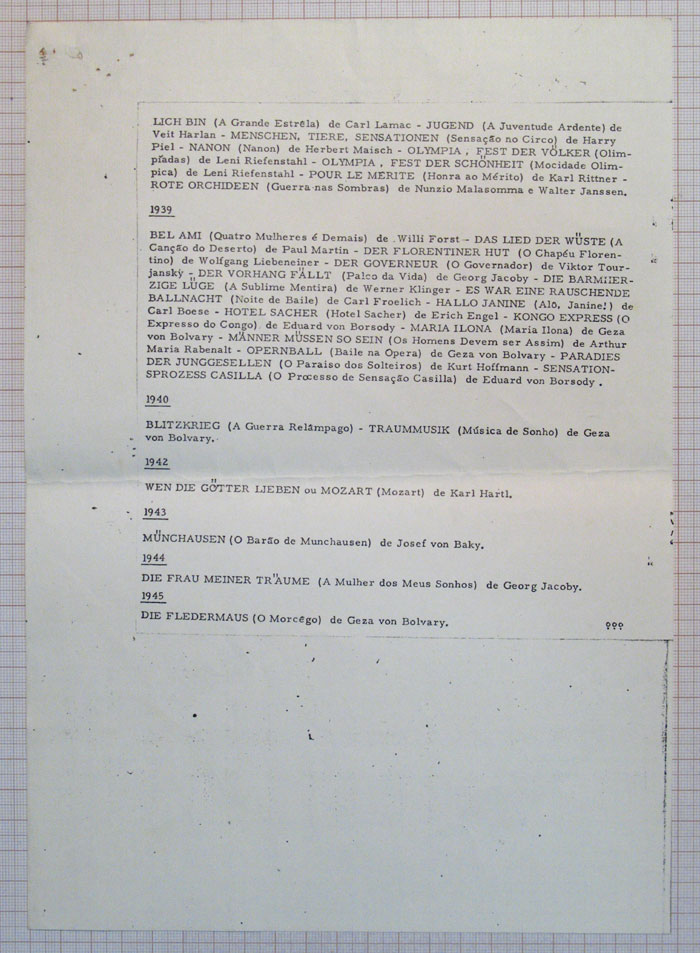 LICH BIN (A Grande Estrêla) de Carl Lamac - JUGEND (A Juventude Ardente) de
Veit Harlan - MENSCHEN, TIERE, SENSATIONEN (Sensação no Circo) de Harry
Piel - NANON (Nanon) de Herbert Maisch - OLYMPIA , FEST DER VÖLKER (Olim-
píadas) de Leni Riefenstahl - OLYMPIA , FEST DER SCHÖNHEIT (Mocidade Olim-
pica) de Leni Riefenstahl - POUR LE MÉRITE (Honra ao Mérito) de Karl Rittner -
ROTE ORCHIDEEN (Guerra nas Sombras) de Nunzio Malasomma e Walter Janssen.
1939
BEL AMI (Quatro Mulheres é Demais) de Willi Forst - DAS LIED DER WÜSTE (A
Canção do Deserto) de Paul Martin - DER FLORENTINER HUT (O Chapéu Floren-
tino) de Wolfgang Liebeneiner - DER GOVERNEUR (O Governador) de Viktor Tour-
jansky - DER VORHANG FÄLLT (Palco da Vida) de Georg Jacoby - DIE BARMHER-
ZIGE LÜGE (A Sublime Mentira) de Werner Klinger - ES WAR EINE RAUSCHENDE
BALLNACHT (Noite de Baile) de Carl Froelich - HALLO JANINE (Alô, Janine!) de
Carl Boese - HOTEL SACHER (Hotel Sacher) de Erich Engel - KONGO EXPRESS (O
Expresso do Congo) de Eduard von Borsody - MARIA ILONA (Maria Ilona) de Geza
von Bolvary - MÄNNER MÜSSEN SO SEIN (Os Homens Devem ser Assim) de Arthur
Maria Rabenalt - OPERNBALL (Baile na Opera) de Geza von Bolvary - PARADIES
DER JUNGGESELLEN (O Paraiso dos Solteiros) de Kurt Hoffmann - SENSATION-
SPROZESS CASILLA (O Processo de Sensação Casilla) de Eduard von Borsody .
1940
BLITZKRIEG (A Guerra Relâmpago) - TRAUMMUSIK (Música de Sonho) de Geza
von Bolvary.
1942
WEN DIE GÖTTER LIEBEN ou MOZART (Mozart) de Karl Hartl.
1943
MÜNCHAUSEN (O Barão de Munchausen) de Josef von Baky.
1944
DIE FRAU MEINER TRÄUME (A Mulher dos Meus Sonhos) de Georg Jacoby.
1945
DIE FLEDERMAUS (O Morcêgo) de Geza von Bolvary.
???